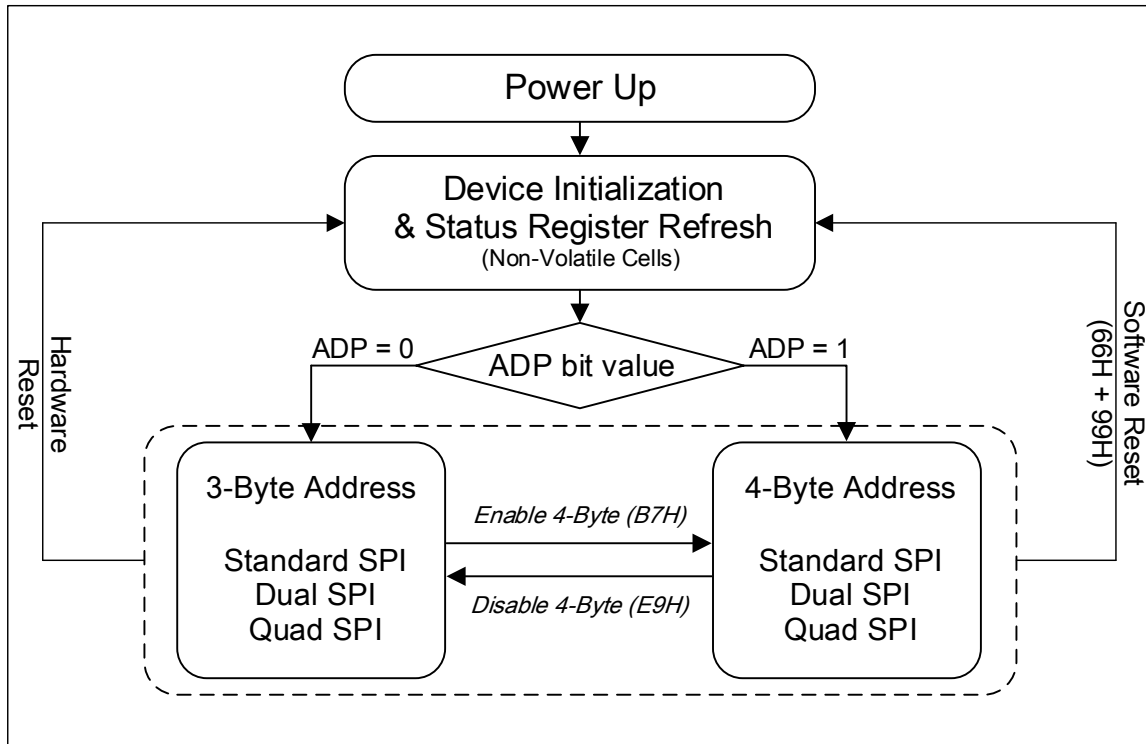 Power Up
Device Initialization
& Status Register Refresh
(Non-Volatile Cells)
Hardware
Reset
Software Reset
(66H + 99H)
ADP = 0
ADP bit value
ADP = 1
3-Byte Address
Standard SPI
Dual SPI
Quad SPI
Enable 4-Byte (B7H)
Disable 4-Byte (E9H)
4-Byte Address
Standard SPI
Dual SPI
Quad SPI